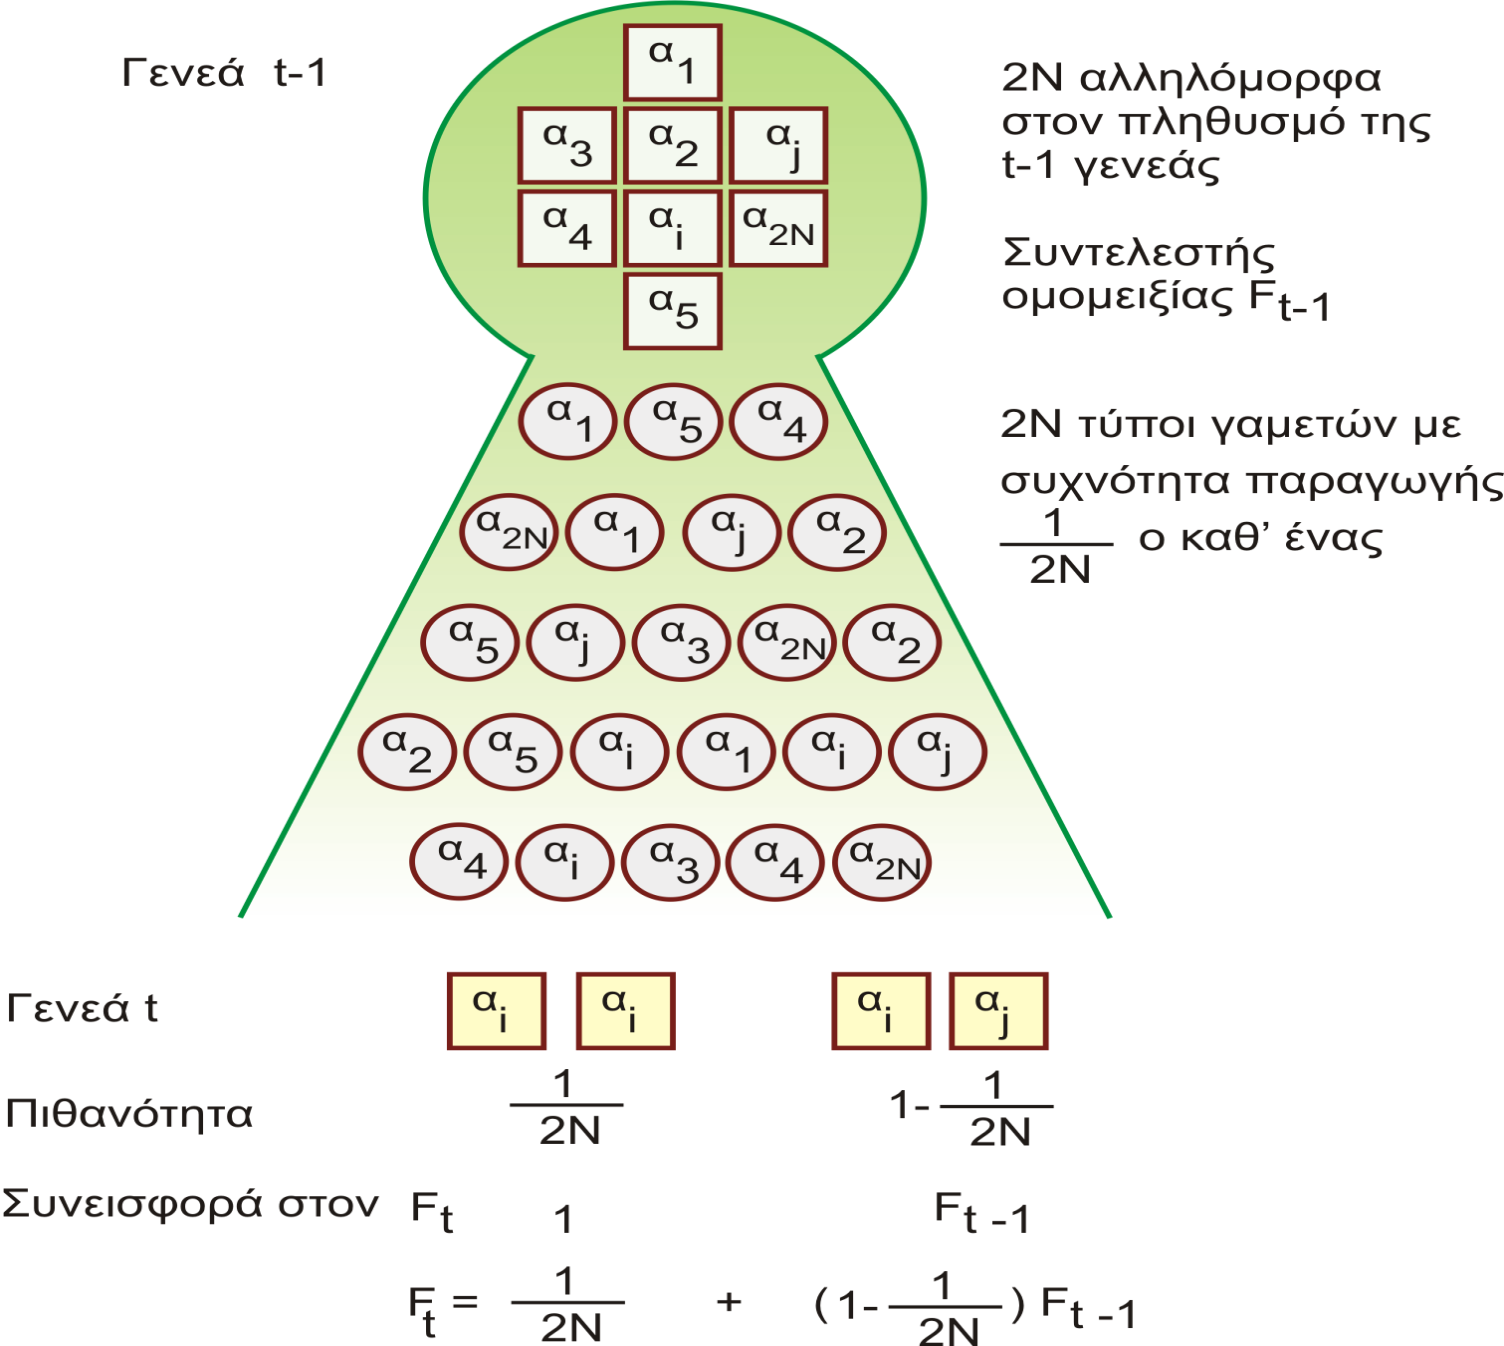 Γενεά t-1
α1
α3 α2 αj
α4 αi α2N
α5
2N αλληλόμορφα
στον πληθυσμό της
t-1 γενεάς
Συντελεστής
ομομειξίας Ft-1
α1 α5 α4
α2N α1 αj α2
α5 αj α3 α2N α2
α2 α5 αi α1 αi αj
α4 αi α3 α4 α2N
2N τύποι γαμετών με
συχνότητα παραγωγής
1
2N ο καθ’ ένας
Γενεά t αi αi αi αj
Πιθανότητα 1/2N 1-1/2N
Συνεισφορά στον Ft 1 Ft -1
Ft = 1/2N + (1-1/2N) Ft -1